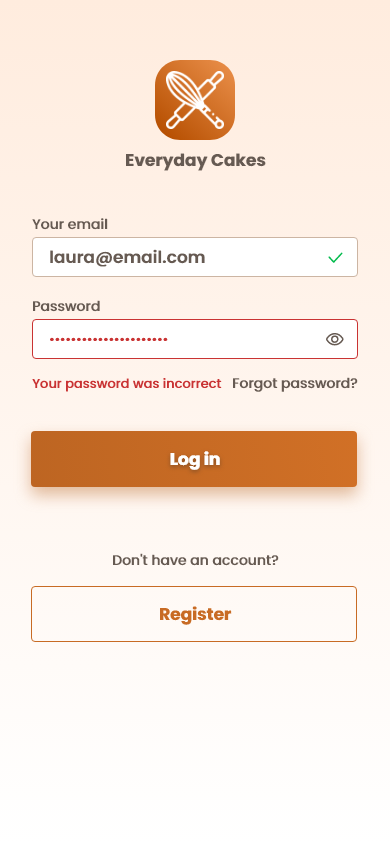 Everyday Cakes
Your email
laura@email.com
Password
••••••••••••••••••••••
Your password was incorrect Forgot password?
Log in
Don't have an account?
Register